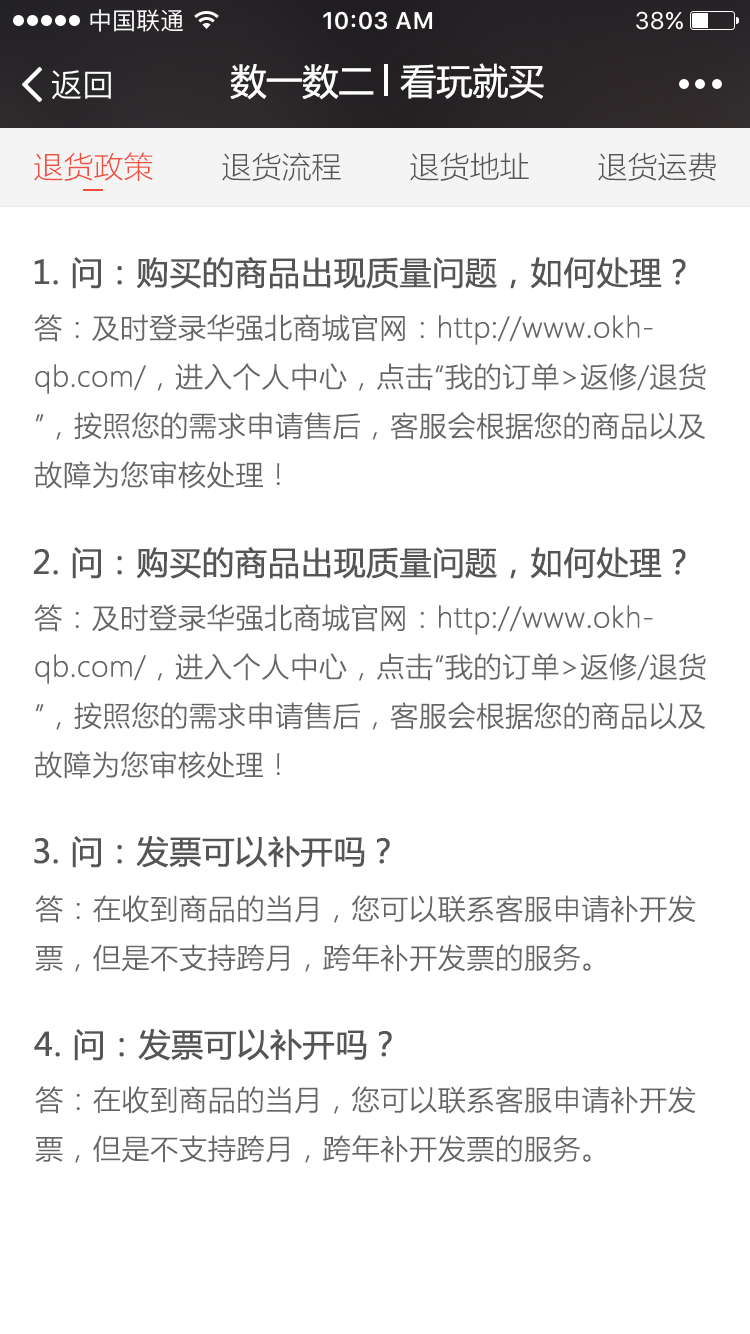 中国联通 10:03 AM 38%
返回 数一数二 | 看玩就买
退货政策 退货流程 退货地址 退货运费
1. 问：购买的商品出现质量问题，如何处理？
答：及时登录华强北商城官网：http://www.okh-
qb.com/，进入个人中心，点击“我的订单>返修/退货
”，按照您的需求申请售后，客服会根据您的商品以及
故障为您审核处理！
2. 问：购买的商品出现质量问题，如何处理？
答：及时登录华强北商城官网：http://www.okh-
qb.com/，进入个人中心，点击“我的订单>返修/退货
”，按照您的需求申请售后，客服会根据您的商品以及
故障为您审核处理！
3. 问：发票可以补开吗？
答：在收到商品的当月，您可以联系客服申请补开发
票，但是不支持跨月，跨年补开发票的服务。
4. 问：发票可以补开吗？
答：在收到商品的当月，您可以联系客服申请补开发
票，但是不支持跨月，跨年补开发票的服务。